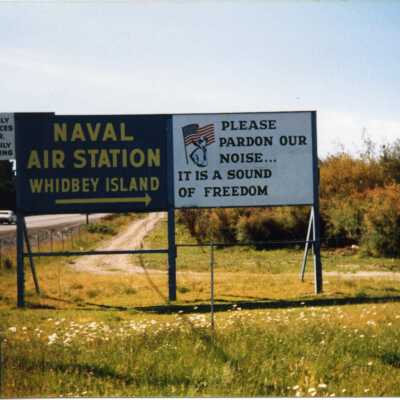 NAVAL
AIR STATION
WHIDBEY ISLAND
PLEASE
PARDON OUR
NOISE...
IT IS A SOUND
OF FREEDOM